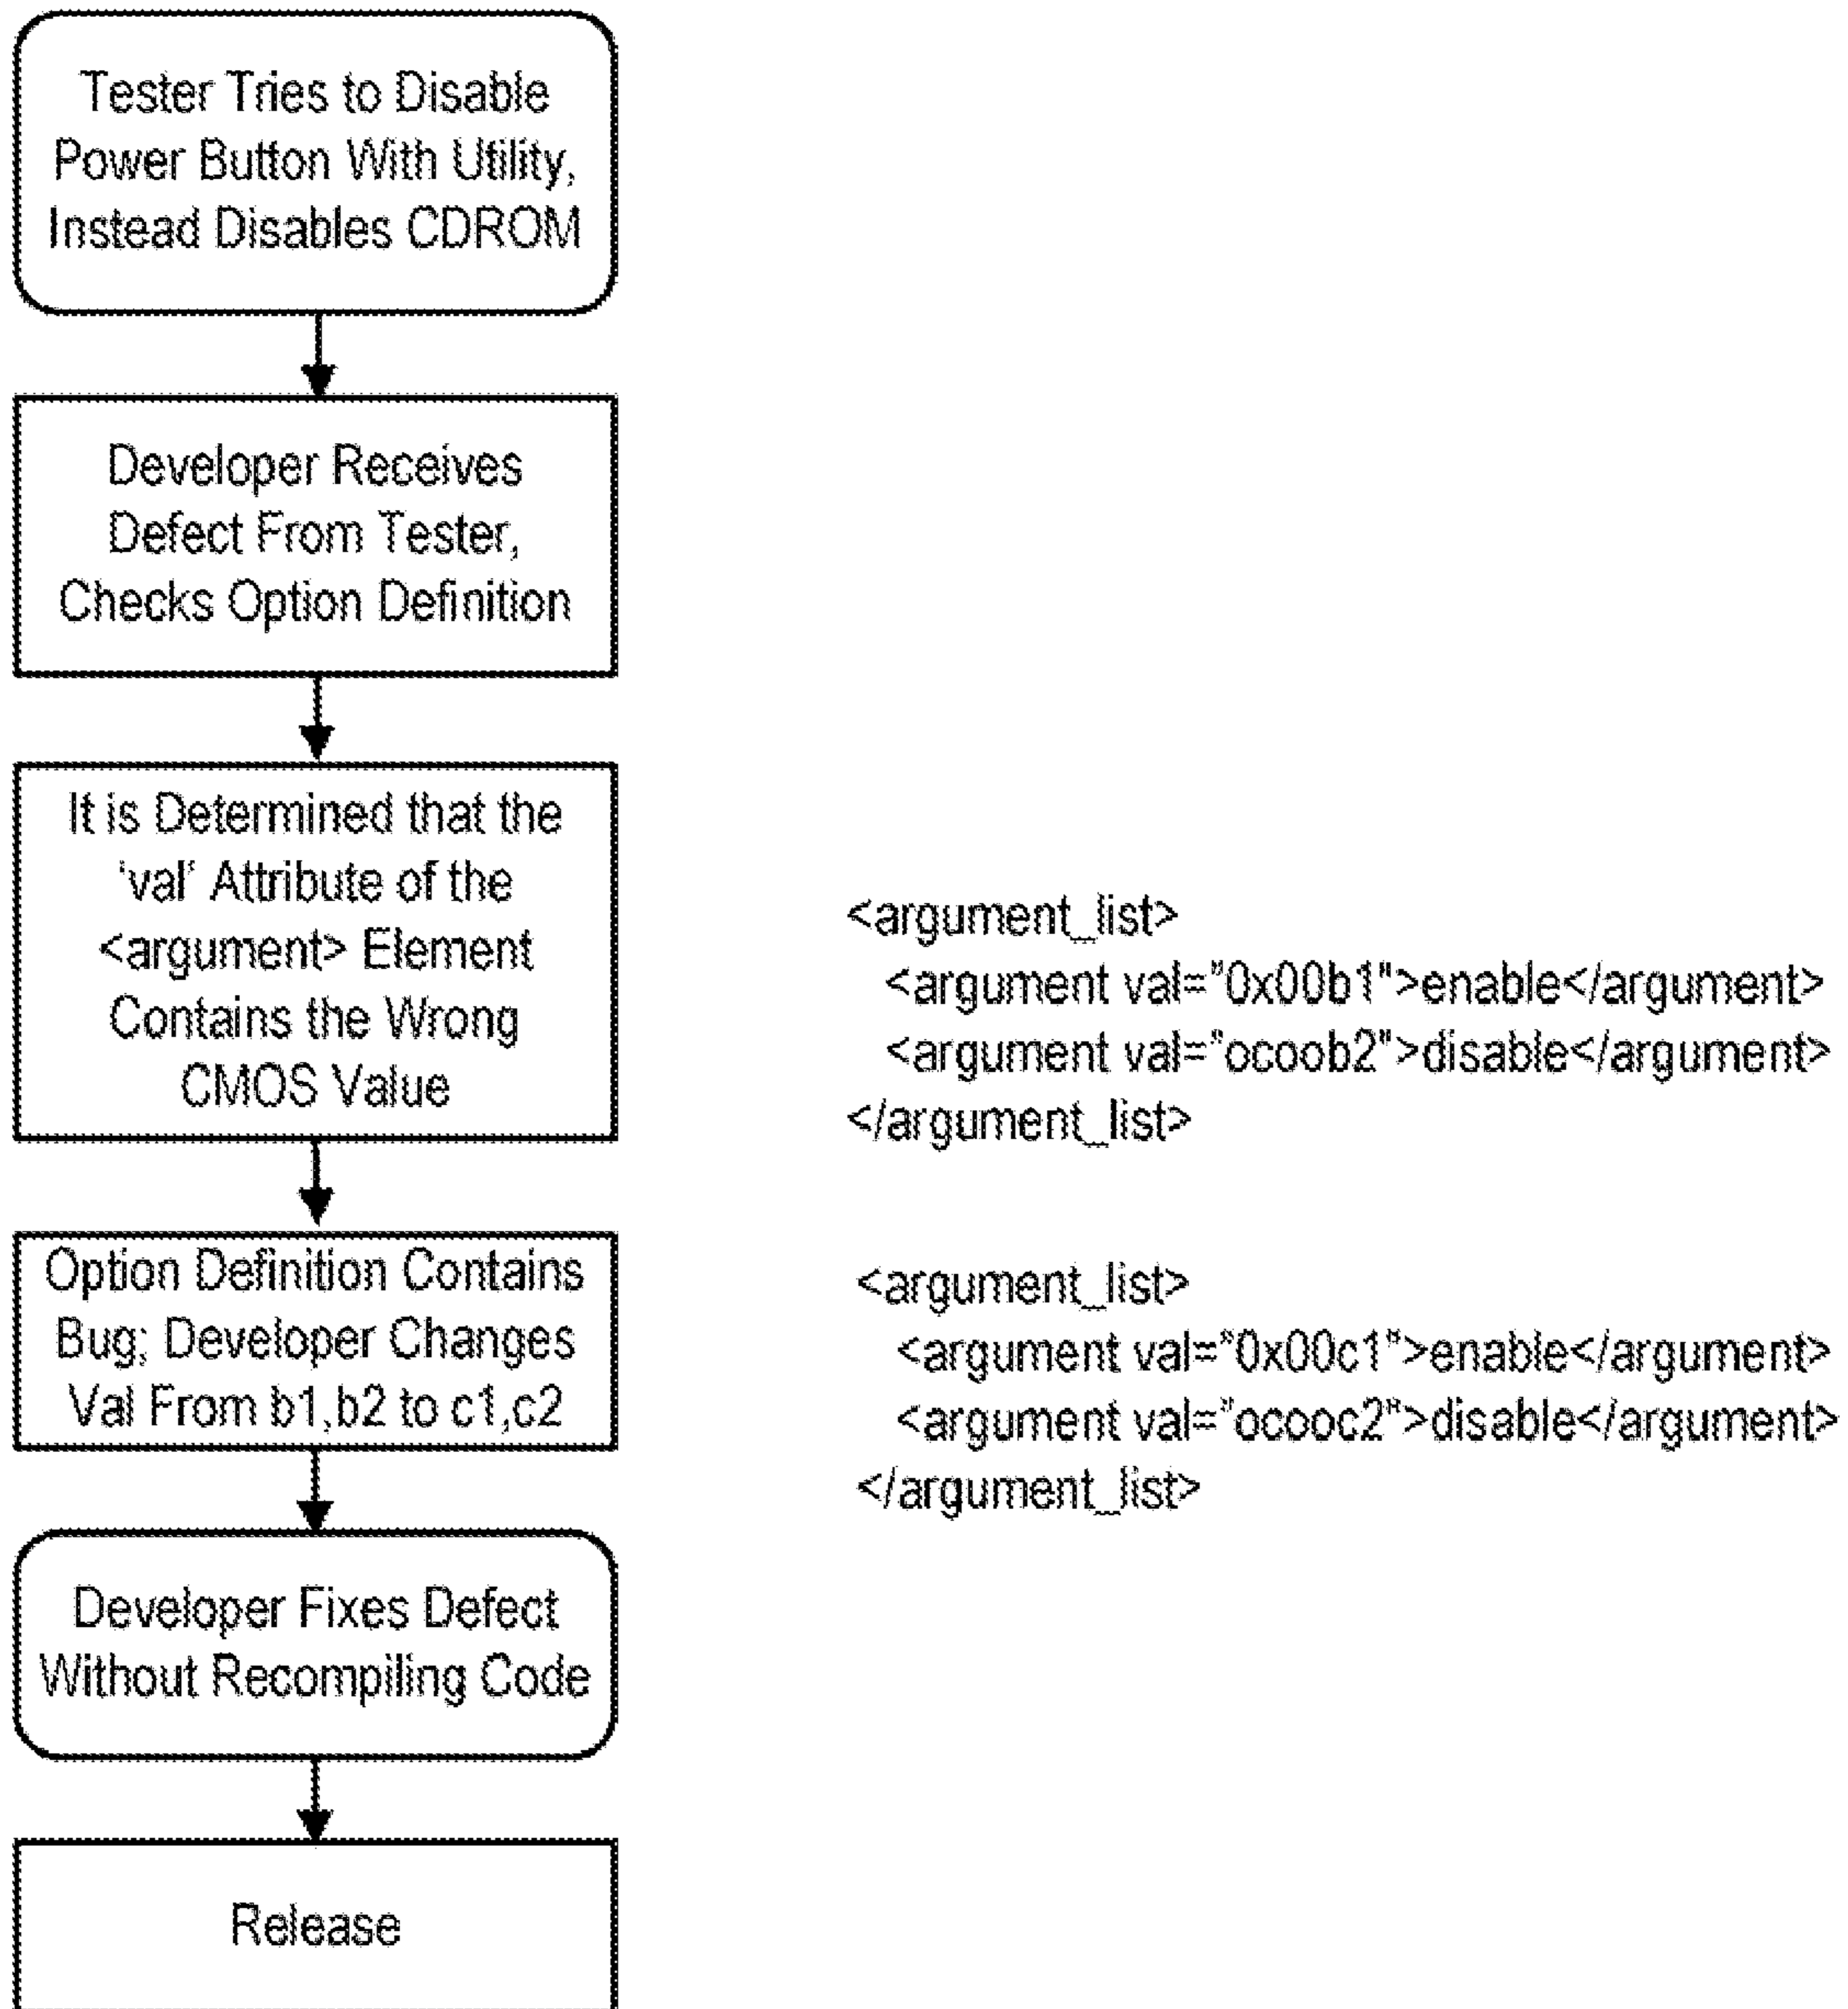 Tester Tries to Disable
Power Button With Utility,
Instead Disables CDROM
Developer Receives
Defect From Tester,
Checks Option Definition
It is Determined that the
‘val’ Attribute of the
<argument> Element
Contains the Wrong
CMOS Value
<argument_list>
<argument val="0x00b1">enable</argument>
<argument val="ocoob2">disable</argument>
</argument_list>
Option Definition Contains
Bug; Developer Changes
Val From b1,b2 to c1,c2
<argument_list>
<argument val="0x00c1">enable</argument>
<argument val="ocooc2">disable</argument>
</argument_list>
Developer Fixes Defect
Without Recompiling Code
Release